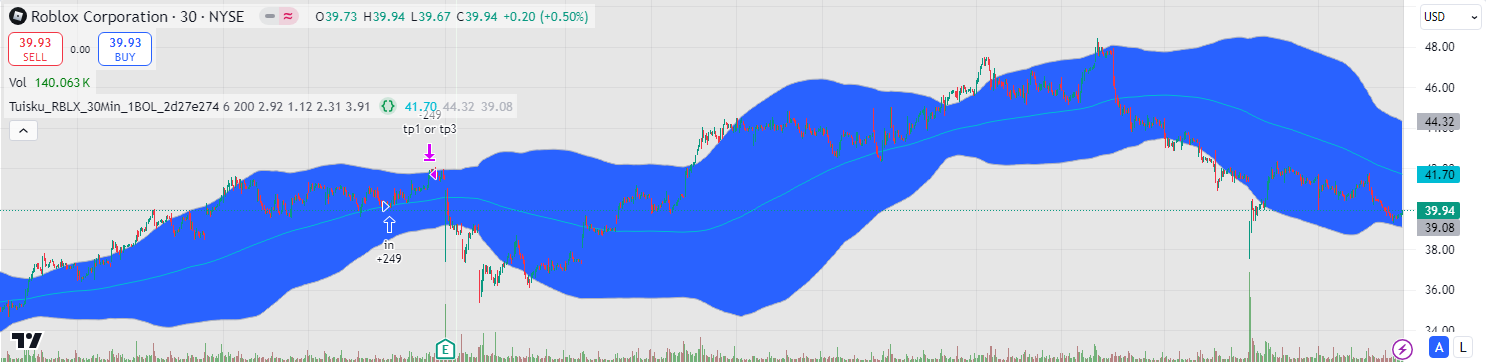 Roblox Corporation · 30 · NYSE O39.73 H39.94 L39.67 C39.94 +0.20 (+0.50%)
USD
39.93 SELL
0.00
39.93 BUY
Vol 140.063K
Tuisku_RBLX_30Min_1BOL_2d27e274 6 200 2.92 1.12 2.31 3.91 {} 41.70 44.32 39.08
-249
tp1 or tp3
in
+249
48.00
46.00
44.32
41.70
39.94
39.08
38.00
36.00
34.00
E
A L